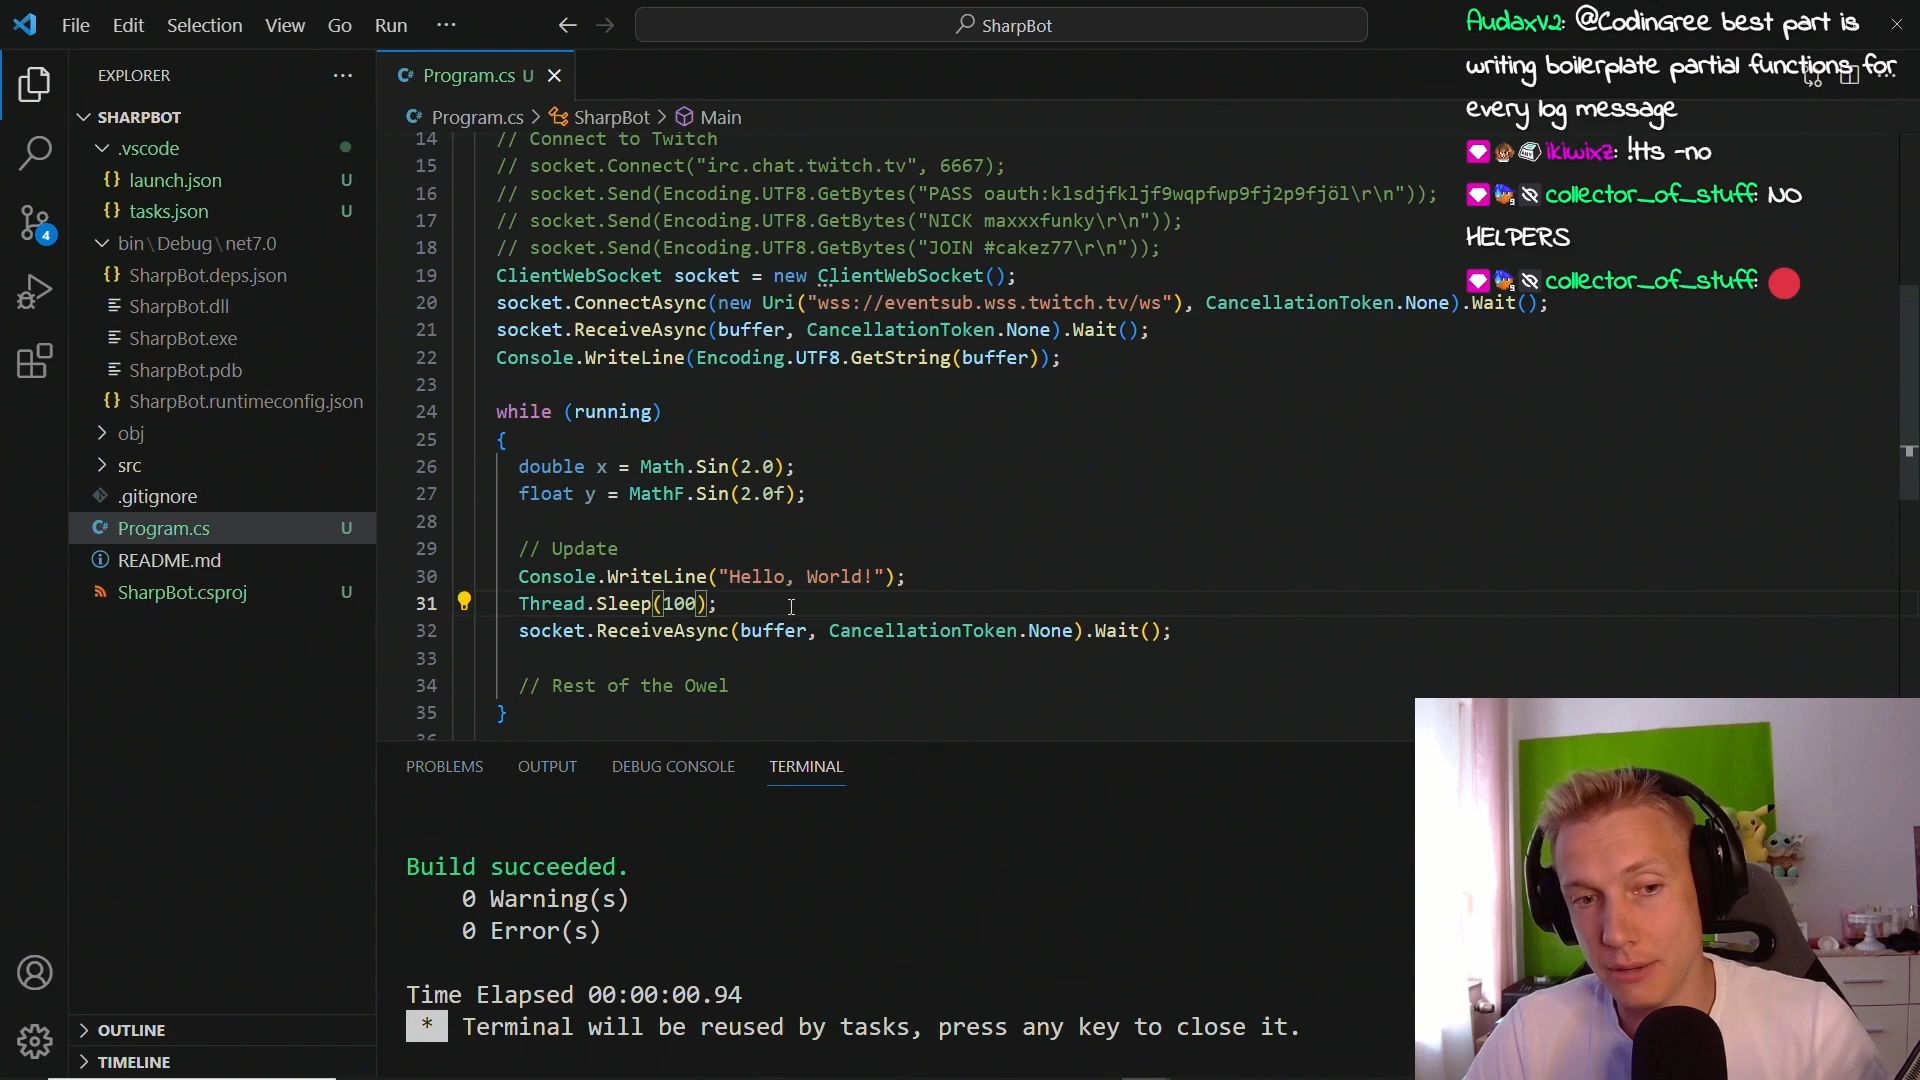 File Edit Selection View Go Run ···
SharpBot
EXPLORER
SHARPBOT
.vscode
{} launch.json U
{} tasks.json U
bin\Debug\net7.0
{} SharpBot.deps.json
SharpBot.dll
SharpBot.exe
SharpBot.pdb
{} SharpBot.runtimeconfig.json
obj
src
.gitignore
C# Program.cs U
README.md
SharpBot.csproj U
4
OUTLINE
TIMELINE
C# Program.cs U
C# Program.cs > SharpBot > Main
14 // Connect to Twitch
15 // socket.Connect("irc.chat.twitch.tv", 6667);
16 // socket.Send(Encoding.UTF8.GetBytes("PASS oauth:klsdjfkljf9wqpfwp9fj2p9fjöl\r\n"));
17 // socket.Send(Encoding.UTF8.GetBytes("NICK maxxxfunky\r\n"));
18 // socket.Send(Encoding.UTF8.GetBytes("JOIN #cakez77\r\n"));
19 ClientWebSocket socket = new ClientWebSocket();
20 socket.ConnectAsync(new Uri("wss://eventsub.wss.twitch.tv/ws"), CancellationToken.None).Wait();
21 socket.ReceiveAsync(buffer, CancellationToken.None).Wait();
22 Console.WriteLine(Encoding.UTF8.GetString(buffer));
23
24 while (running)
25 {
26 double x = Math.Sin(2.0);
27 float y = MathF.Sin(2.0f);
28
29 // Update
30 Console.WriteLine("Hello, World!");
31 Thread.Sleep(100);
32 socket.ReceiveAsync(buffer, CancellationToken.None).Wait();
33
34 // Rest of the Owel
35 }
36
PROBLEMS OUTPUT DEBUG CONSOLE TERMINAL
Build succeeded.
0 Warning(s)
0 Error(s)
Time Elapsed 00:00:00.94
* Terminal will be reused by tasks, press any key to close it.
AudaxV2: @CodinGree best part is
writing boilerplate partial functions for
every log message
ikiwixz: !tts -no
collector_of_stuff: NO
HELPERS
collector_of_stuff: